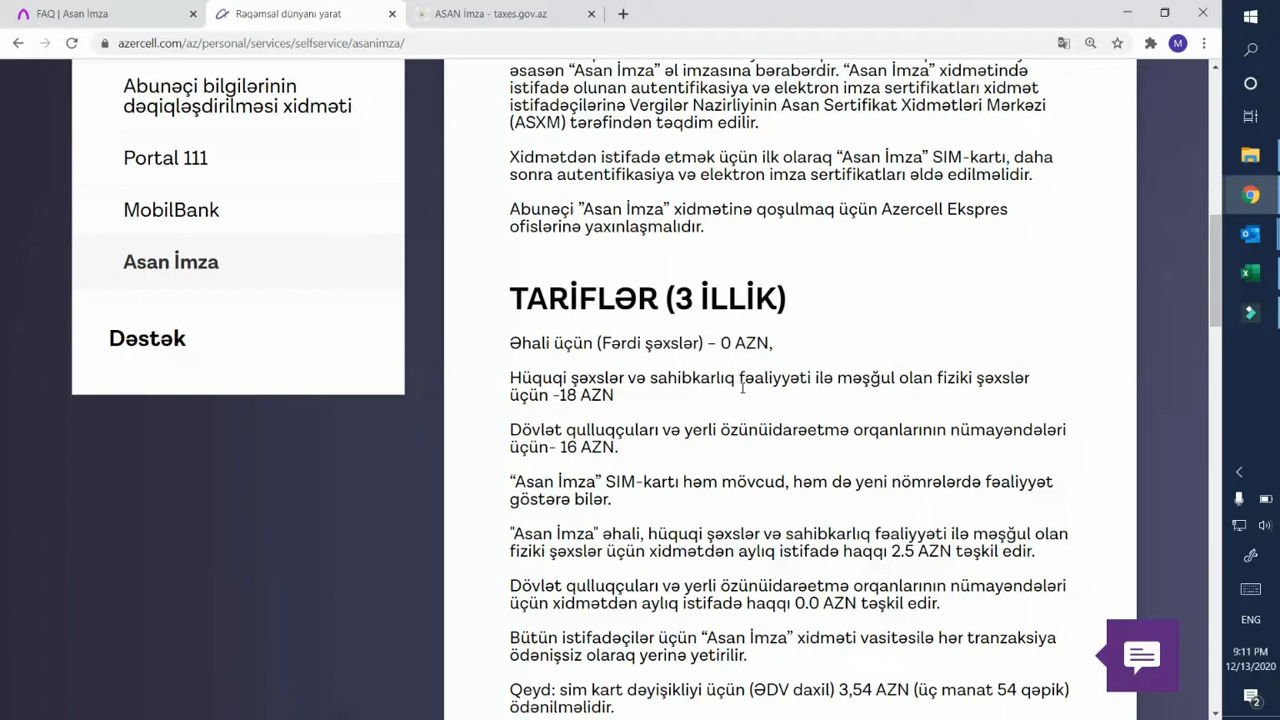 FAQ | Asan İmza
Rəqəmsal dünyanı yarat
ASAN İmza - taxes.gov.az
azercell.com/az/personal/services/selfservice/asanimza/
M
Abunəçi bilgilərinin
dəqiqləşdirilməsi xidməti
Portal 111
MobilBank
Asan İmza
Dəstək
əsasən “Asan İmza” əl imzasına bərabərdir. “Asan İmza” xidmətində
istifadə olunan autentifikasiya və elektron imza sertifikatları xidmət
istifadəçilərinə Vergilər Nazirliyinin Asan Sertifikat Xidmətləri Mərkəzi
(ASXM) tərəfindən təqdim edilir.
Xidmətdən istifadə etmək üçün ilk olaraq “Asan İmza” SIM-kartı, daha
sonra autentifikasiya və elektron imza sertifikatları əldə edilməlidir.
Abunəçi ”Asan İmza” xidmətinə qoşulmaq üçün Azercell Ekspres
ofislərinə yaxınlaşmalıdır.
TARİFLƏR (3 İLLİK)
Əhali üçün (Fərdi şəxslər) – 0 AZN,
Hüquqi şəxslər və sahibkarlıq fəaliyyəti ilə məşğul olan fiziki şəxslər
üçün -18 AZN
Dövlət qulluqçuları və yerli özünüidarəetmə orqanlarının nümayəndələri
üçün- 16 AZN.
“Asan İmza” SIM-kartı həm mövcud, həm də yeni nömrələrdə fəaliyyət
göstərə bilər.
"Asan İmza" əhali, hüquqi şəxslər və sahibkarlıq fəaliyyəti ilə məşğul olan
fiziki şəxslər üçün xidmətdən aylıq istifadə haqqı 2.5 AZN təşkil edir.
Dövlət qulluqçuları və yerli özünüidarəetmə orqanlarının nümayəndələri
üçün xidmətdən aylıq istifadə haqqı 0.0 AZN təşkil edir.
Bütün istifadəçilər üçün “Asan İmza” xidməti vasitəsilə hər tranzaksiya
ödənişsiz olaraq yerinə yetirilir.
Qeyd: sim kart dəyişikliyi üçün (ƏDV daxil) 3,54 AZN (üç manat 54 qəpik)
ödənilməlidir.
ENG
9:11 PM
12/13/2020
2